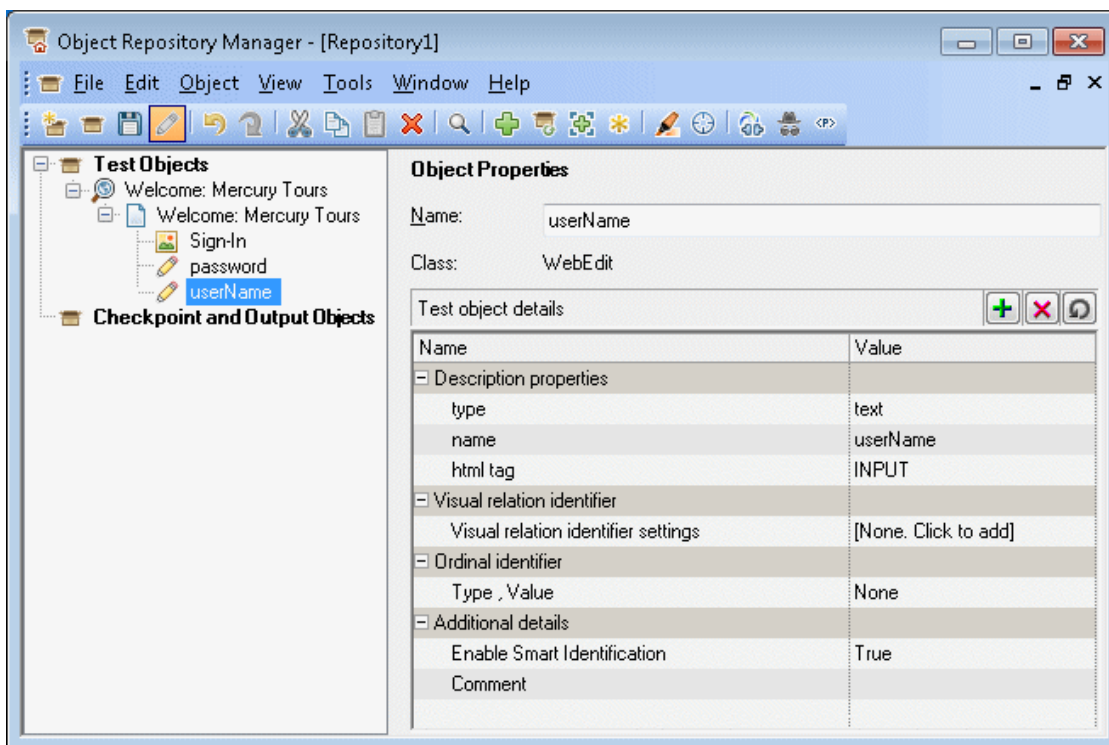 Object Repository Manager - [Repository1]
File Edit Object View Tools Window Help
<P>
Test Objects
Welcome: Mercury Tours
Welcome: Mercury Tours
Sign-In
password
userName
Checkpoint and Output Objects
Object Properties
Name: userName
Class: WebEdit
Test object details
Name Value
Description properties
type text
name userName
html tag INPUT
Visual relation identifier
Visual relation identifier settings [None. Click to add]
Ordinal identifier
Type , Value None
Additional details
Enable Smart Identification True
Comment